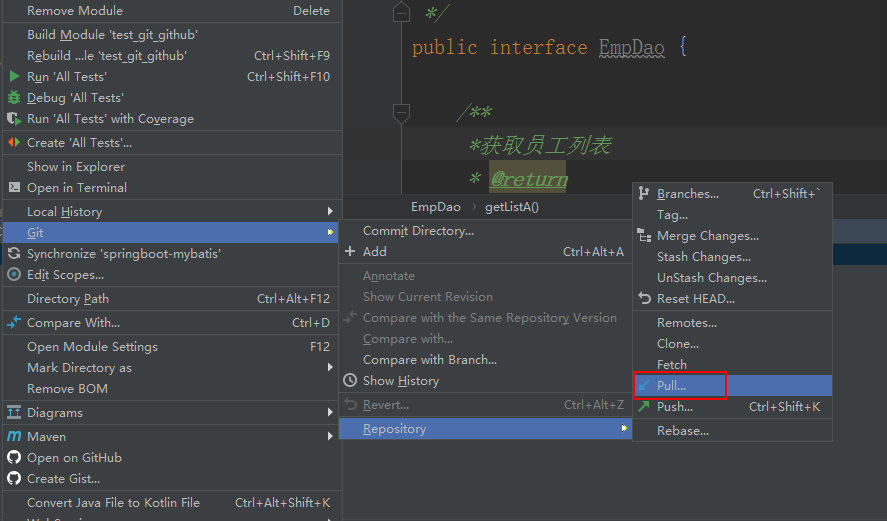 Remove Module Delete
Build Module 'test_git_github'
Rebuild ...le 'test_git_github' Ctrl+Shift+F9
Run 'All Tests' Ctrl+Shift+F10
Debug 'All Tests'
Run 'All Tests' with Coverage
Create 'All Tests'...
Show in Explorer
Open in Terminal
Local History
Git
Synchronize 'springboot-mybatis'
Edit Scopes...
Directory Path Ctrl+Alt+F12
Compare With... Ctrl+D
Open Module Settings F12
Mark Directory as
Remove BOM
Diagrams
Maven
Open on GitHub
Create Gist...
Convert Java File to Kotlin File Ctrl+Alt+Shift+K
*/
public interface EmpDao {
/**
*获取员工列表
* @return
EmpDao getListA()
Commit Directory...
Add Ctrl+Alt+A
Annotate
Show Current Revision
Compare with the Same Repository Version
Compare with...
Compare with Branch...
Show History
Revert... Ctrl+Alt+Z
Repository
Branches... Ctrl+Shift+`
Tag...
Merge Changes...
Stash Changes...
UnStash Changes...
Reset HEAD...
Remotes...
Clone...
Fetch
Pull...
Push... Ctrl+Shift+K
Rebase...